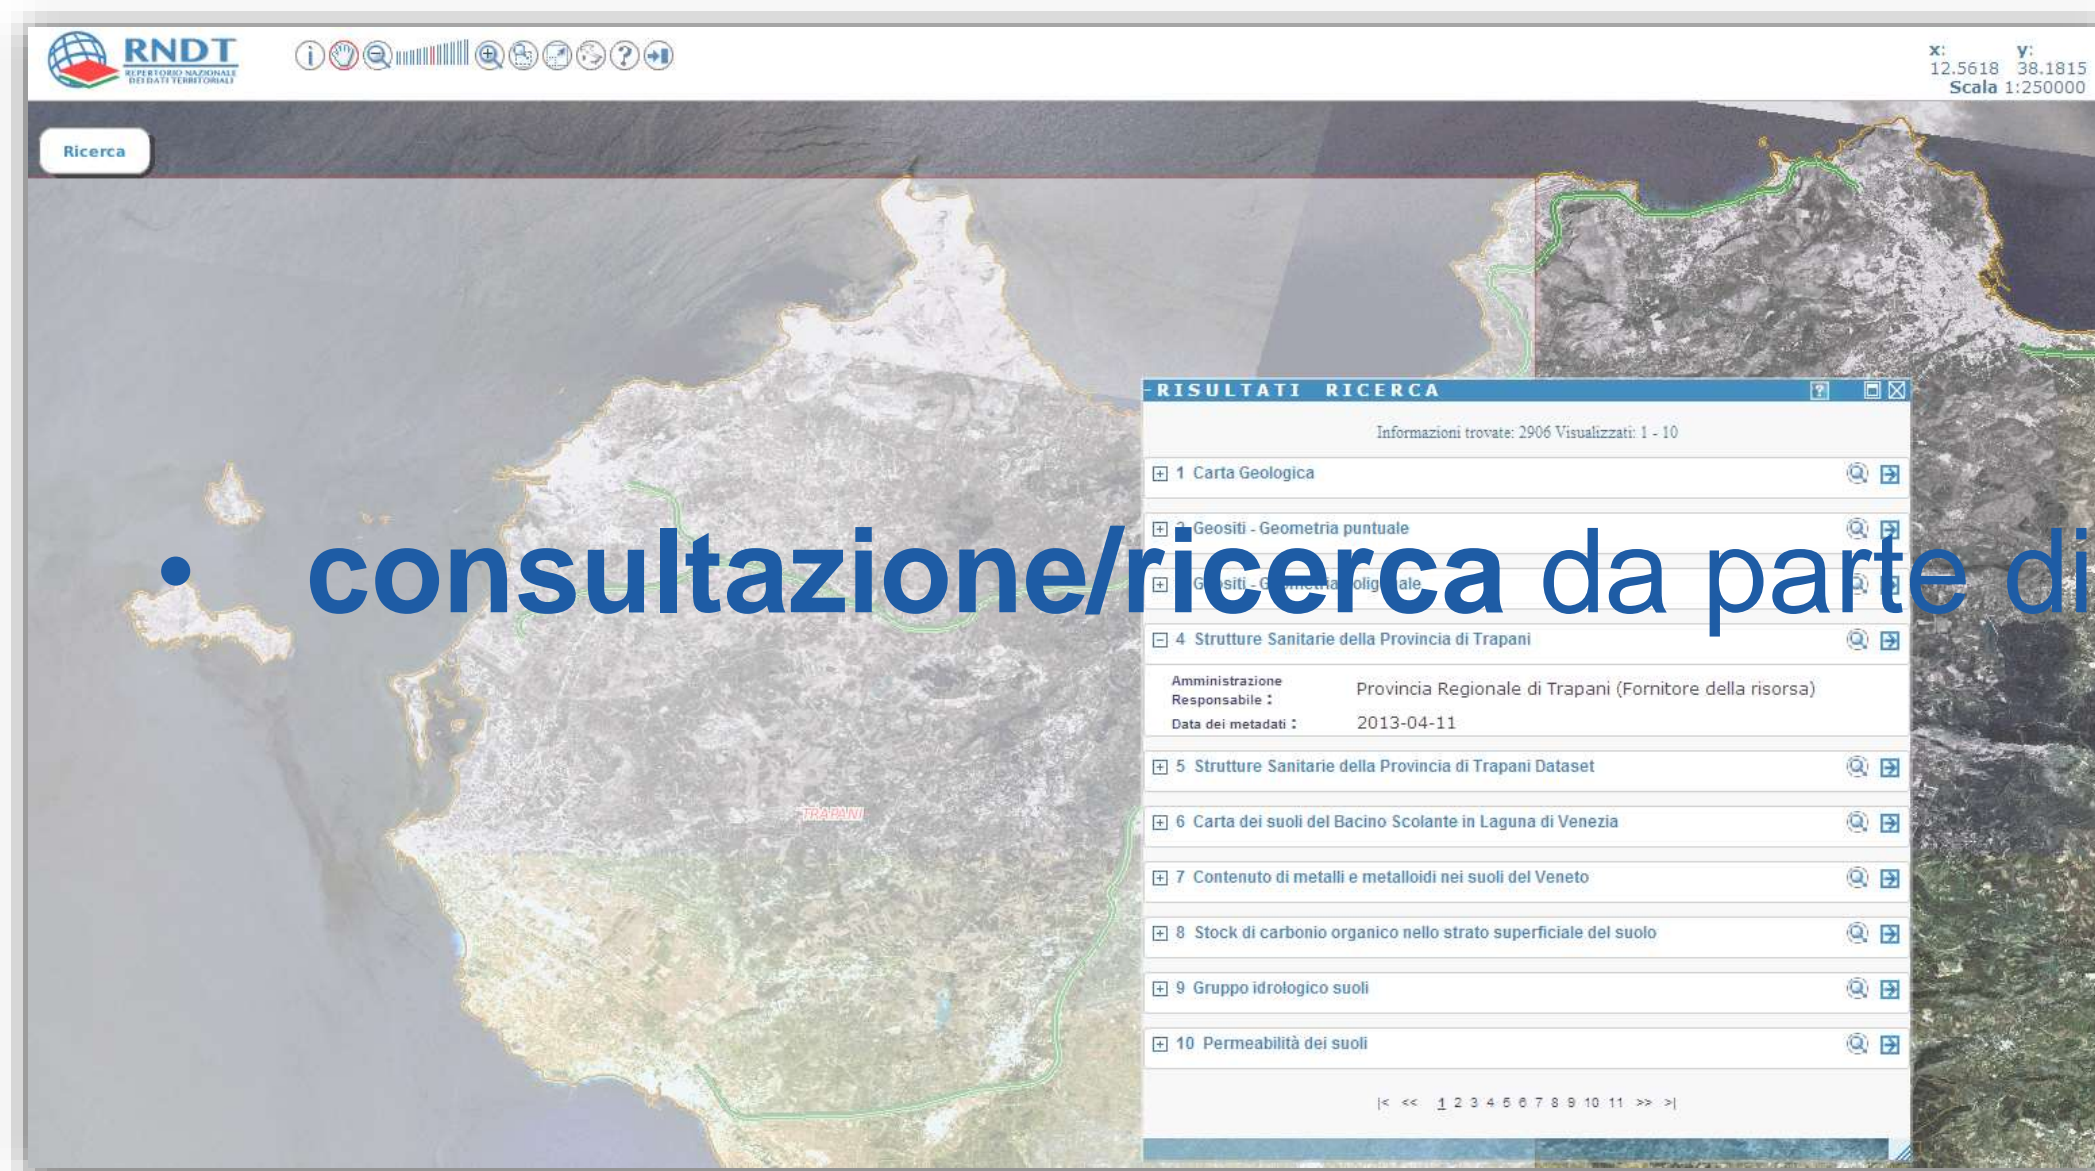 RNDT
REPERTORIO NAZIONALE
DEI DATI TERRITORIALI
x: y:
12.5618 38.1815
Scala 1:250000
Ricerca
-RISULTATI RICERCA
Informazioni trovate: 2906 Visualizzati: 1 - 10
1 Carta Geologica
2 Geositi - Geometria puntuale
• consultazione/ricerca da parte di
4 Strutture Sanitarie della Provincia di Trapani
Amministrazione
Responsabile : Provincia Regionale di Trapani (Fornitore della risorsa)
Data dei metadati : 2013-04-11
5 Strutture Sanitarie della Provincia di Trapani Dataset
TRAPANI
6 Carta dei suoli del Bacino Scolante in Laguna di Venezia
7 Contenuto di metalli e metalloidi nei suoli del Veneto
8 Stock di carbonio organico nello strato superficiale del suolo
9 Gruppo idrologico suoli
10 Permeabilità dei suoli
|< << 1 2 3 4 5 6 7 8 9 10 11 >> >|